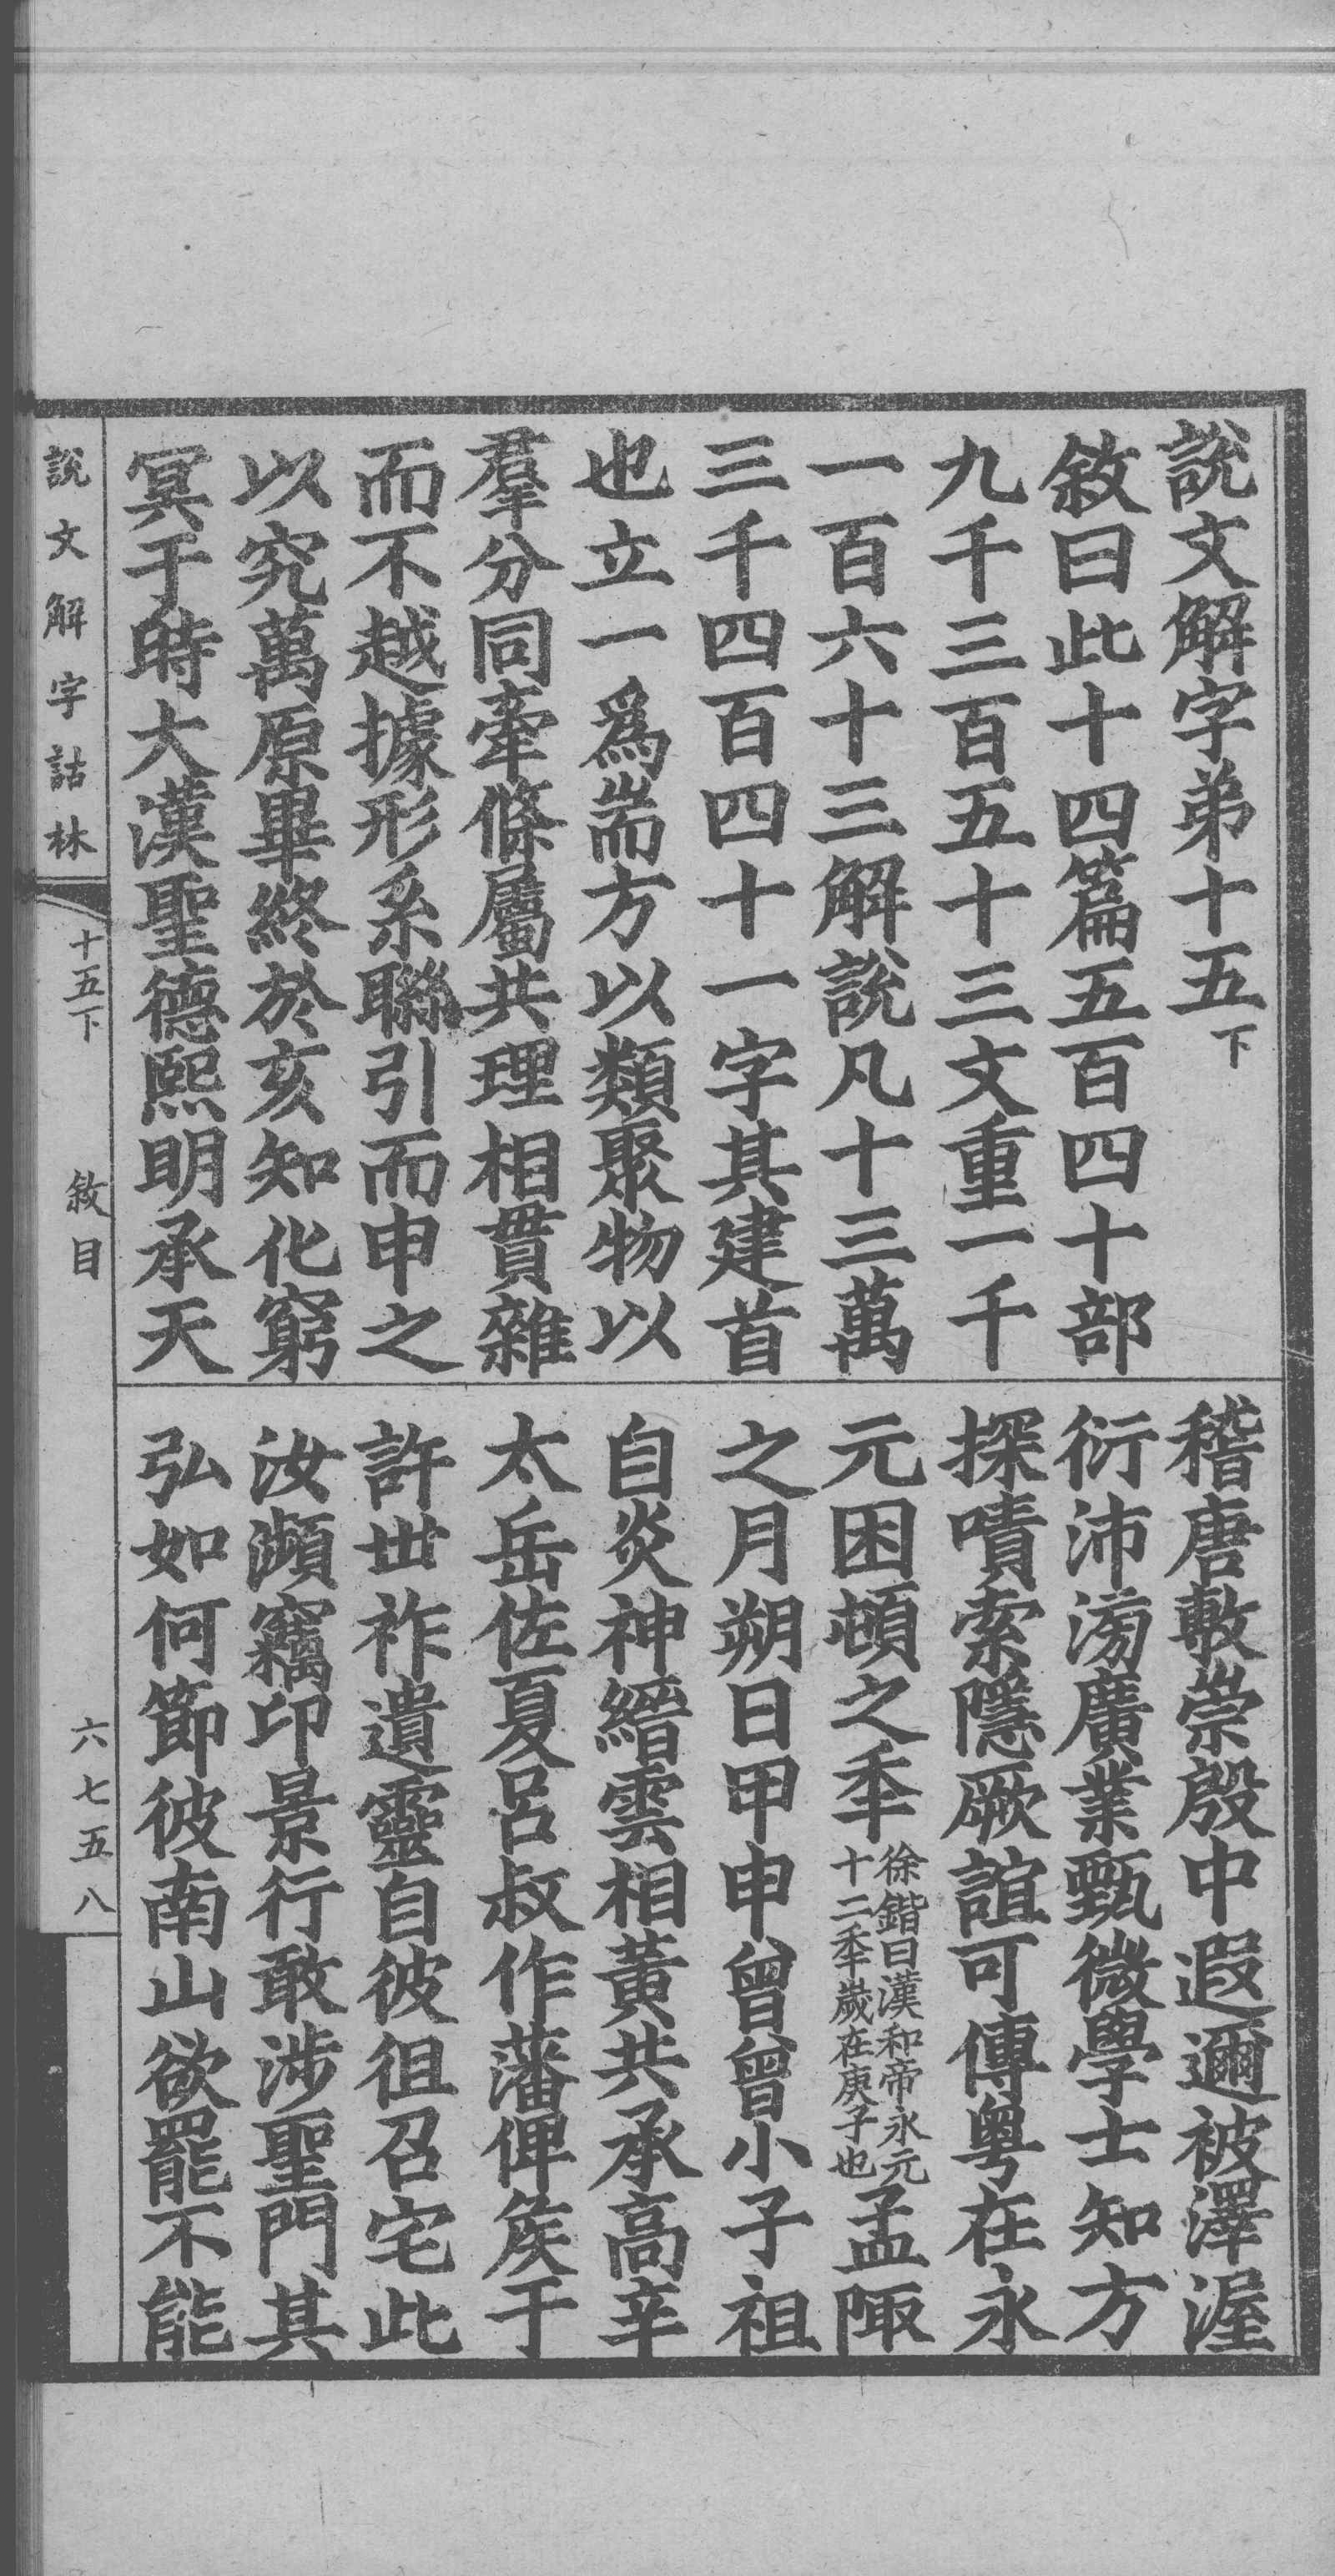 說文解字弟十五下
敘曰此十四篇五百四十部
九千三百五十三文重一千
一百六十三解說凡十三萬
三千四百四十一字其建首
也立一爲耑方以類聚物以
羣分同牽條屬共理相貫雜
而不越據形系聯引而申之
以究萬原畢終於亥知化窮
冥于時大漢聖德熙明承天
稽唐敷崇殷中遐邇被澤渥
衍沛滂廣業甄微學士知方
探嘖索隱厥誼可傳粤在永
元困頓之秊徐鍇曰漢和帝永元十二秊歲在庚子也孟陬
之月朔日甲申曾曾小子祖
自炎神縉雲相黃共承高辛
太岳佐夏呂叔作藩俾矦于
許世祚遺靈自彼徂召宅此
汝瀕竊卬景行敢涉聖門其
弘如何節彼南山欲罷不能
說文解字詁林
十五下
敘目
六七五八